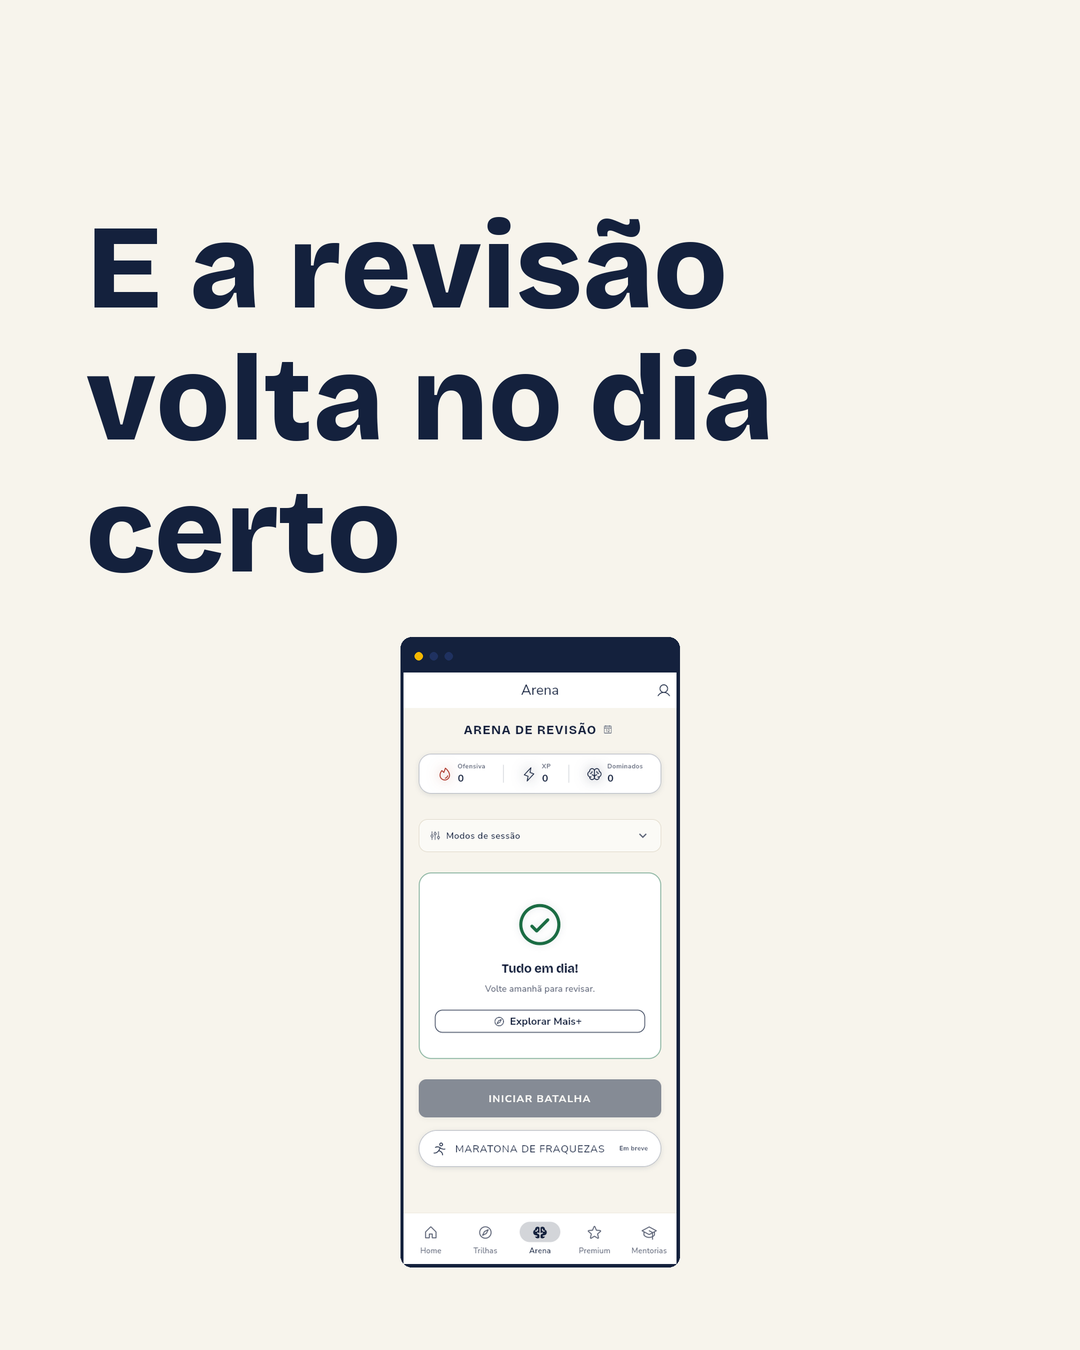 E a revisão
volta no dia
certo
Arena
ARENA DE REVISÃO
Ofensiva
0
XP
0
Dominados
0
Modos de sessão
Tudo em dia!
Volte amanhã para revisar.
Explorar Mais+
INICIAR BATALHA
MARATONA DE FRAQUEZAS Em breve
Home Trilhas Arena Premium Mentorias